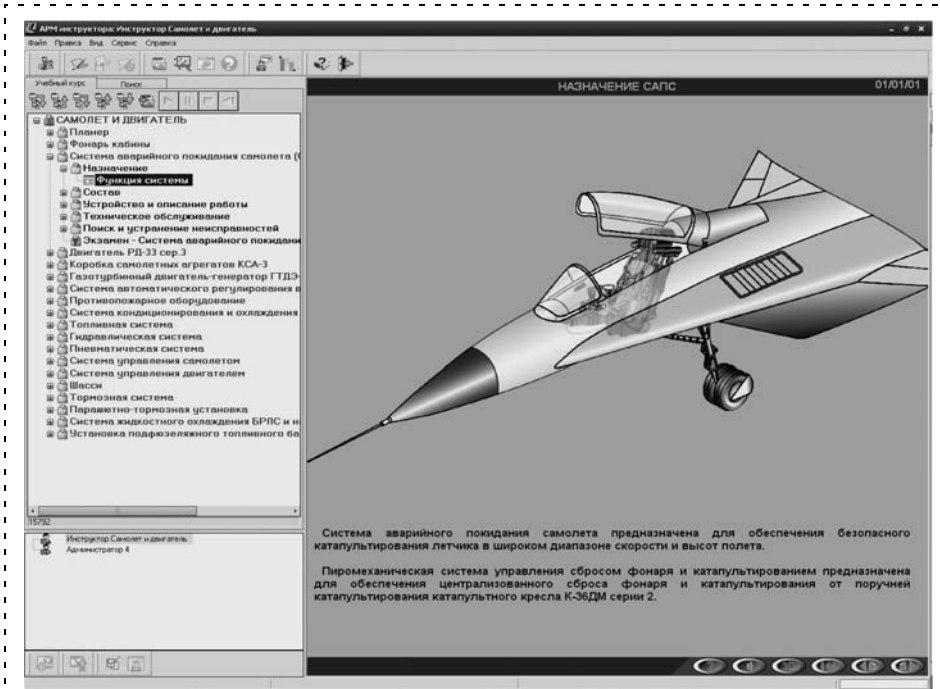 АРМ инструктора: Инструктор Самолет и двигатель
Файл Правка Вид Сервис Справка
Учебный курс Поиск
САМОЛЕТ И ДВИГАТЕЛЬ
Планер
Фонарь кабины
Система аварийного покидания самолета (
Назначение
Функция системы
Состав
Устройство и описание работы
Техническое обслуживание
Поиск и устранение неисправностей
Экзамен - Система аварийного покидани
Двигатель РД-33 сер.3
Коробка самолетных агрегатов КСА-3
Газотурбинный двигатель-генератор ГТДЭ-
Система автоматического регулирования в
Противопожарное оборудование
Система кондиционирования и охлаждения
Топливная система
Гидравлическая система
Пневматическая система
Система управления самолетом
Система управления двигателем
Шасси
Тормозная система
Парашютно-тормозная установка
Система жидкостного охлаждения БРЛС и н
Установка подфюзеляжного топливного ба
15792
Инструктор Самолет и двигатель
Администратор 4
НАЗНАЧЕНИЕ САПС 01/01/01
Система аварийного покидания самолета предназначена для обеспечения безопасного
катапультирования летчика в широком диапазоне скорости и высот полета.
Пиромеханическая система управления сбросом фонаря и катапультированием предназначена
для обеспечения централизованного сброса фонаря и катапультирования от поручней
катапультирования катапультного кресла К-36ДМ серии 2.